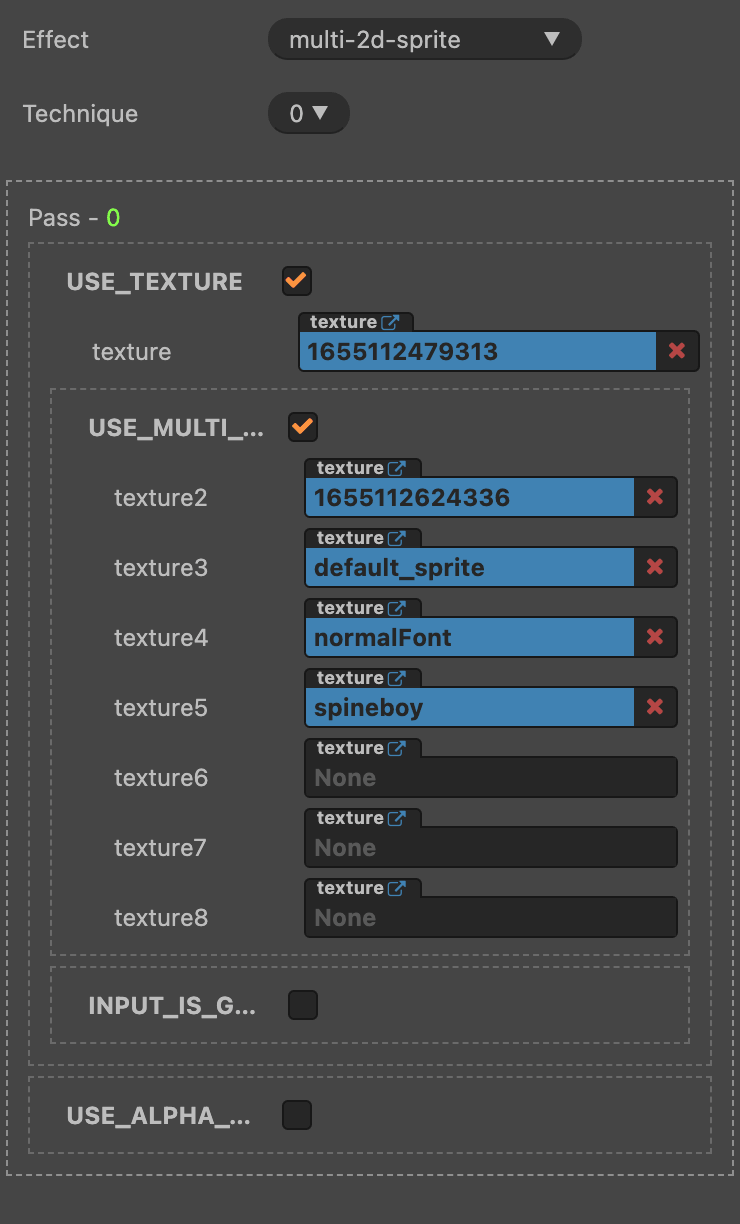 Effect multi-2d-sprite ▼
Technique 0 ▼
Pass - 0
USE_TEXTURE
texture
texture 1655112479313
USE_MULTI_...
texture
texture2 1655112624336
texture
texture3 default_sprite
texture
texture4 normalFont
texture
texture5 spineboy
texture
texture6 None
texture
texture7 None
texture
texture8 None
INPUT_IS_G...
USE_ALPHA_...